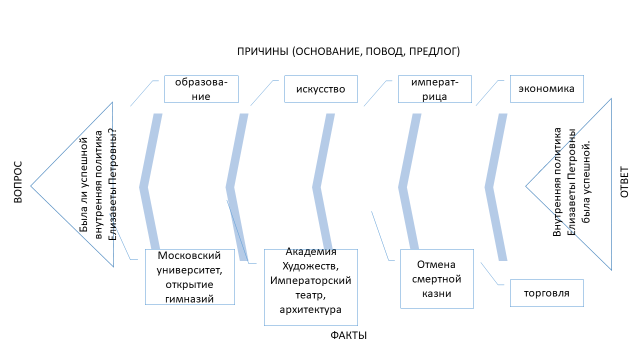 ПРИЧИНЫ (ОСНОВАНИЕ, ПОВОД, ПРЕДЛОГ)
образова-
ние
искусство
императ-
рица
экономика
ВОПРОС
Была ли успешной
внутренняя политика
Елизаветы Петровны?
Внутренняя политика
Елизаветы Петровны
была успешной.
ОТВЕТ
Московский
университет,
открытие
гимназий
Академия
Художеств,
Императорский
театр,
архитектура
Отмена
смертной
казни
торговля
ФАКТЫ